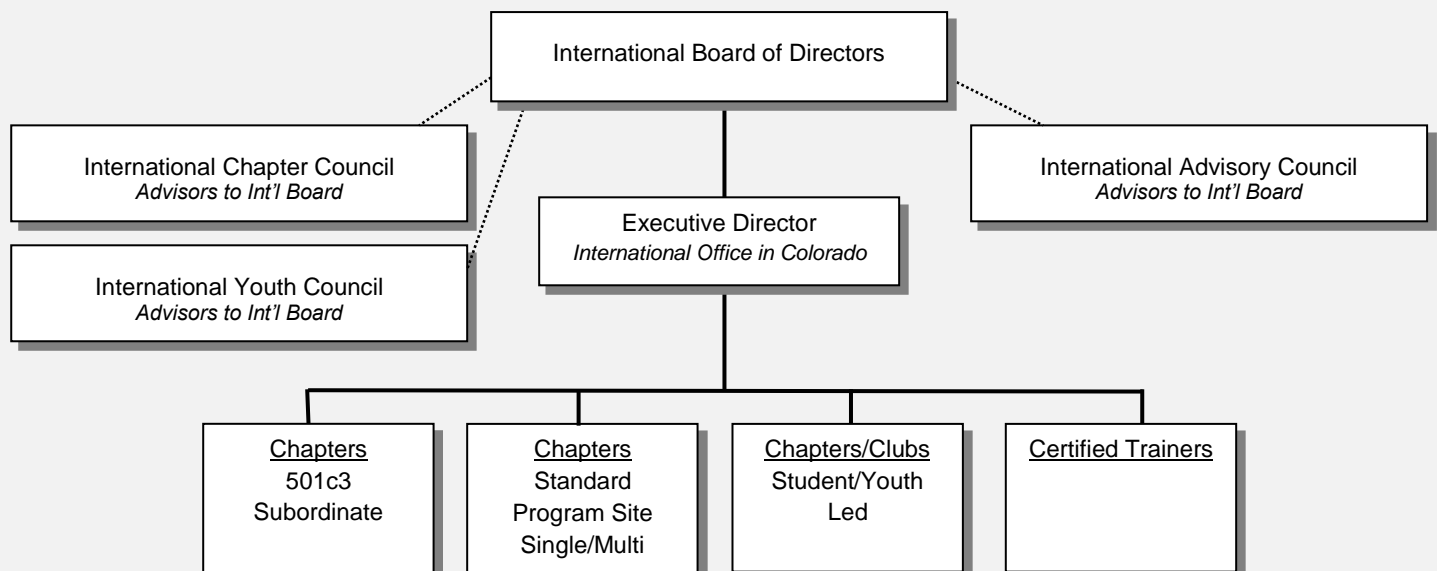 International Board of Directors
International Chapter Council
Advisors to Int’l Board
International Advisory Council
Advisors to Int’l Board
Executive Director
International Office in Colorado
International Youth Council
Advisors to Int’l Board
Chapters
501c3
Subordinate
Chapters
Standard
Program Site
Single/Multi
Chapters/Clubs
Student/Youth
Led
Certified Trainers